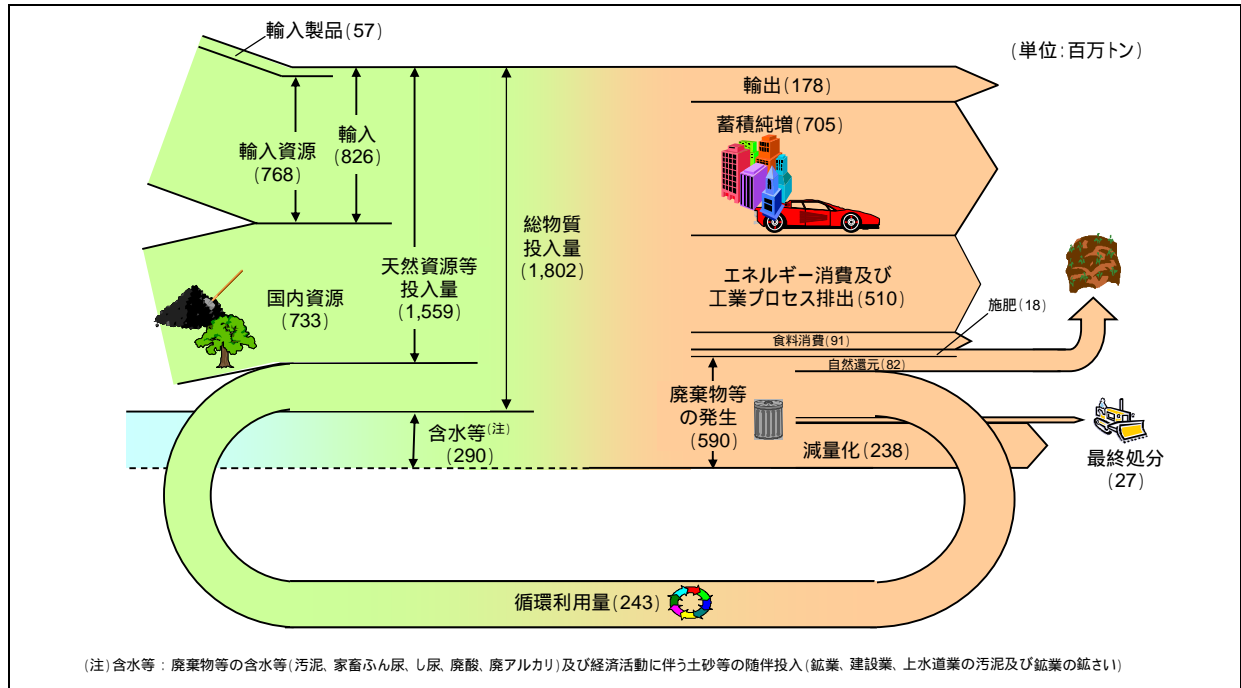 輸入製品(57)
(単位:百万トン)
輸出(178)
蓄積純増(705)
輸入
(826)
輸入資源
(768)
総物質
投入量
(1,802)
天然資源等
投入量
(1,559)
国内資源
(733)
エネルギー消費及び
工業プロセス排出(510)
施肥(18)
食料消費(91)
自然還元(82)
廃棄物等
の発生
(590)
含水等(注)
(290)
減量化(238)
最終処分
(27)
循環利用量(243)
(注)含水等:廃棄物等の含水等(汚泥、家畜ふん尿、し尿、廃酸、廃アルカリ)及び経済活動に伴う土砂等の随伴投入(鉱業、建設業、上水道業の汚泥及び鉱業の鉱さい)